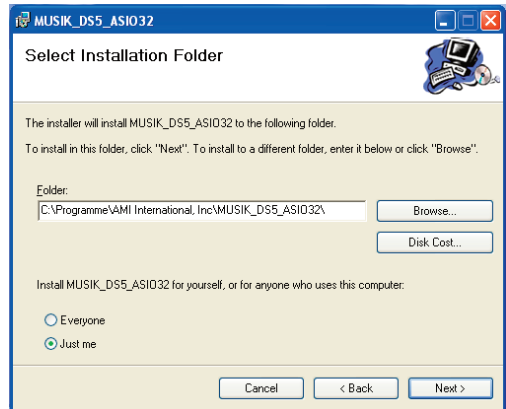 MUSIK_DS5_ASIO32
Select Installation Folder
The installer will install MUSIK_DS5_ASIO32 to the following folder.
To install in this folder, click "Next". To install to a different folder, enter it below or click "Browse".
Folder:
C:\Programme\AMI International, Inc\MUSIK_DS5_ASIO32\
Browse...
Disk Cost...
Install MUSIK_DS5_ASIO32 for yourself, or for anyone who uses this computer:
Everyone
Just me
Cancel < Back Next >